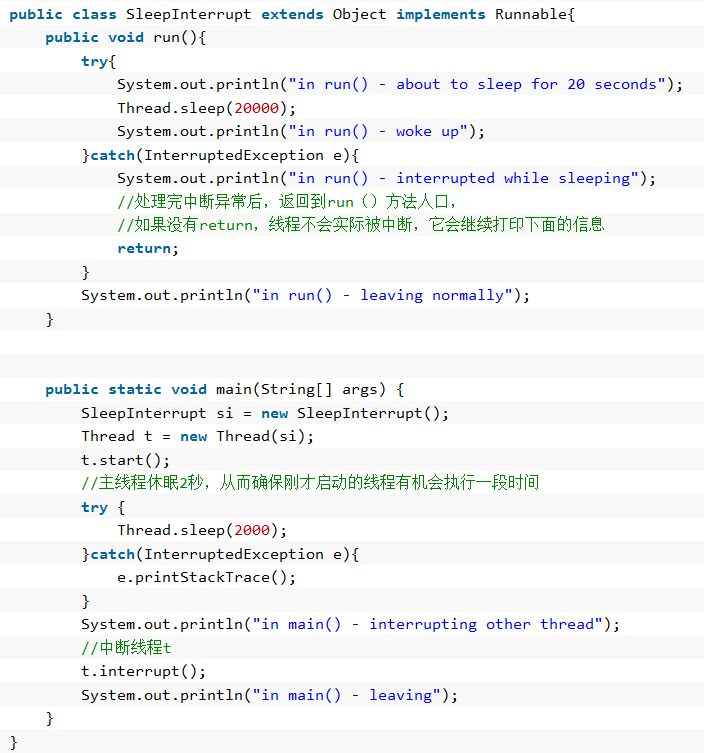 public class SleepInterrupt extends Object implements Runnable{
    public void run(){
        try{
            System.out.println("in run() - about to sleep for 20 seconds");
            Thread.sleep(20000);
            System.out.println("in run() - woke up");
        }catch(InterruptedException e){
            System.out.println("in run() - interrupted while sleeping");
            //处理完中断异常后，返回到run（）方法人口，
            //如果没有return，线程不会实际被中断，它会继续打印下面的信息
            return;
        }
        System.out.println("in run() - leaving normally");
    }
    public static void main(String[] args) {
        SleepInterrupt si = new SleepInterrupt();
        Thread t = new Thread(si);
        t.start();
        //主线程休眠2秒，从而确保刚才启动的线程有机会执行一段时间
        try {
            Thread.sleep(2000);
        }catch(InterruptedException e){
            e.printStackTrace();
        }
        System.out.println("in main() - interrupting other thread");
        //中断线程t
        t.interrupt();
        System.out.println("in main() - leaving");
    }
}